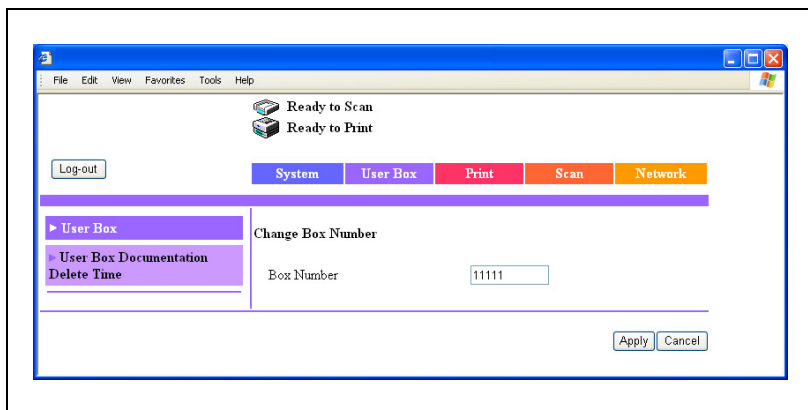 File Edit View Favorites Tools Help
Ready to Scan
Ready to Print
Log-out
System User Box Print Scan Network
User Box
User Box Documentation
Delete Time
Change Box Number
Box Number 11111
Apply Cancel